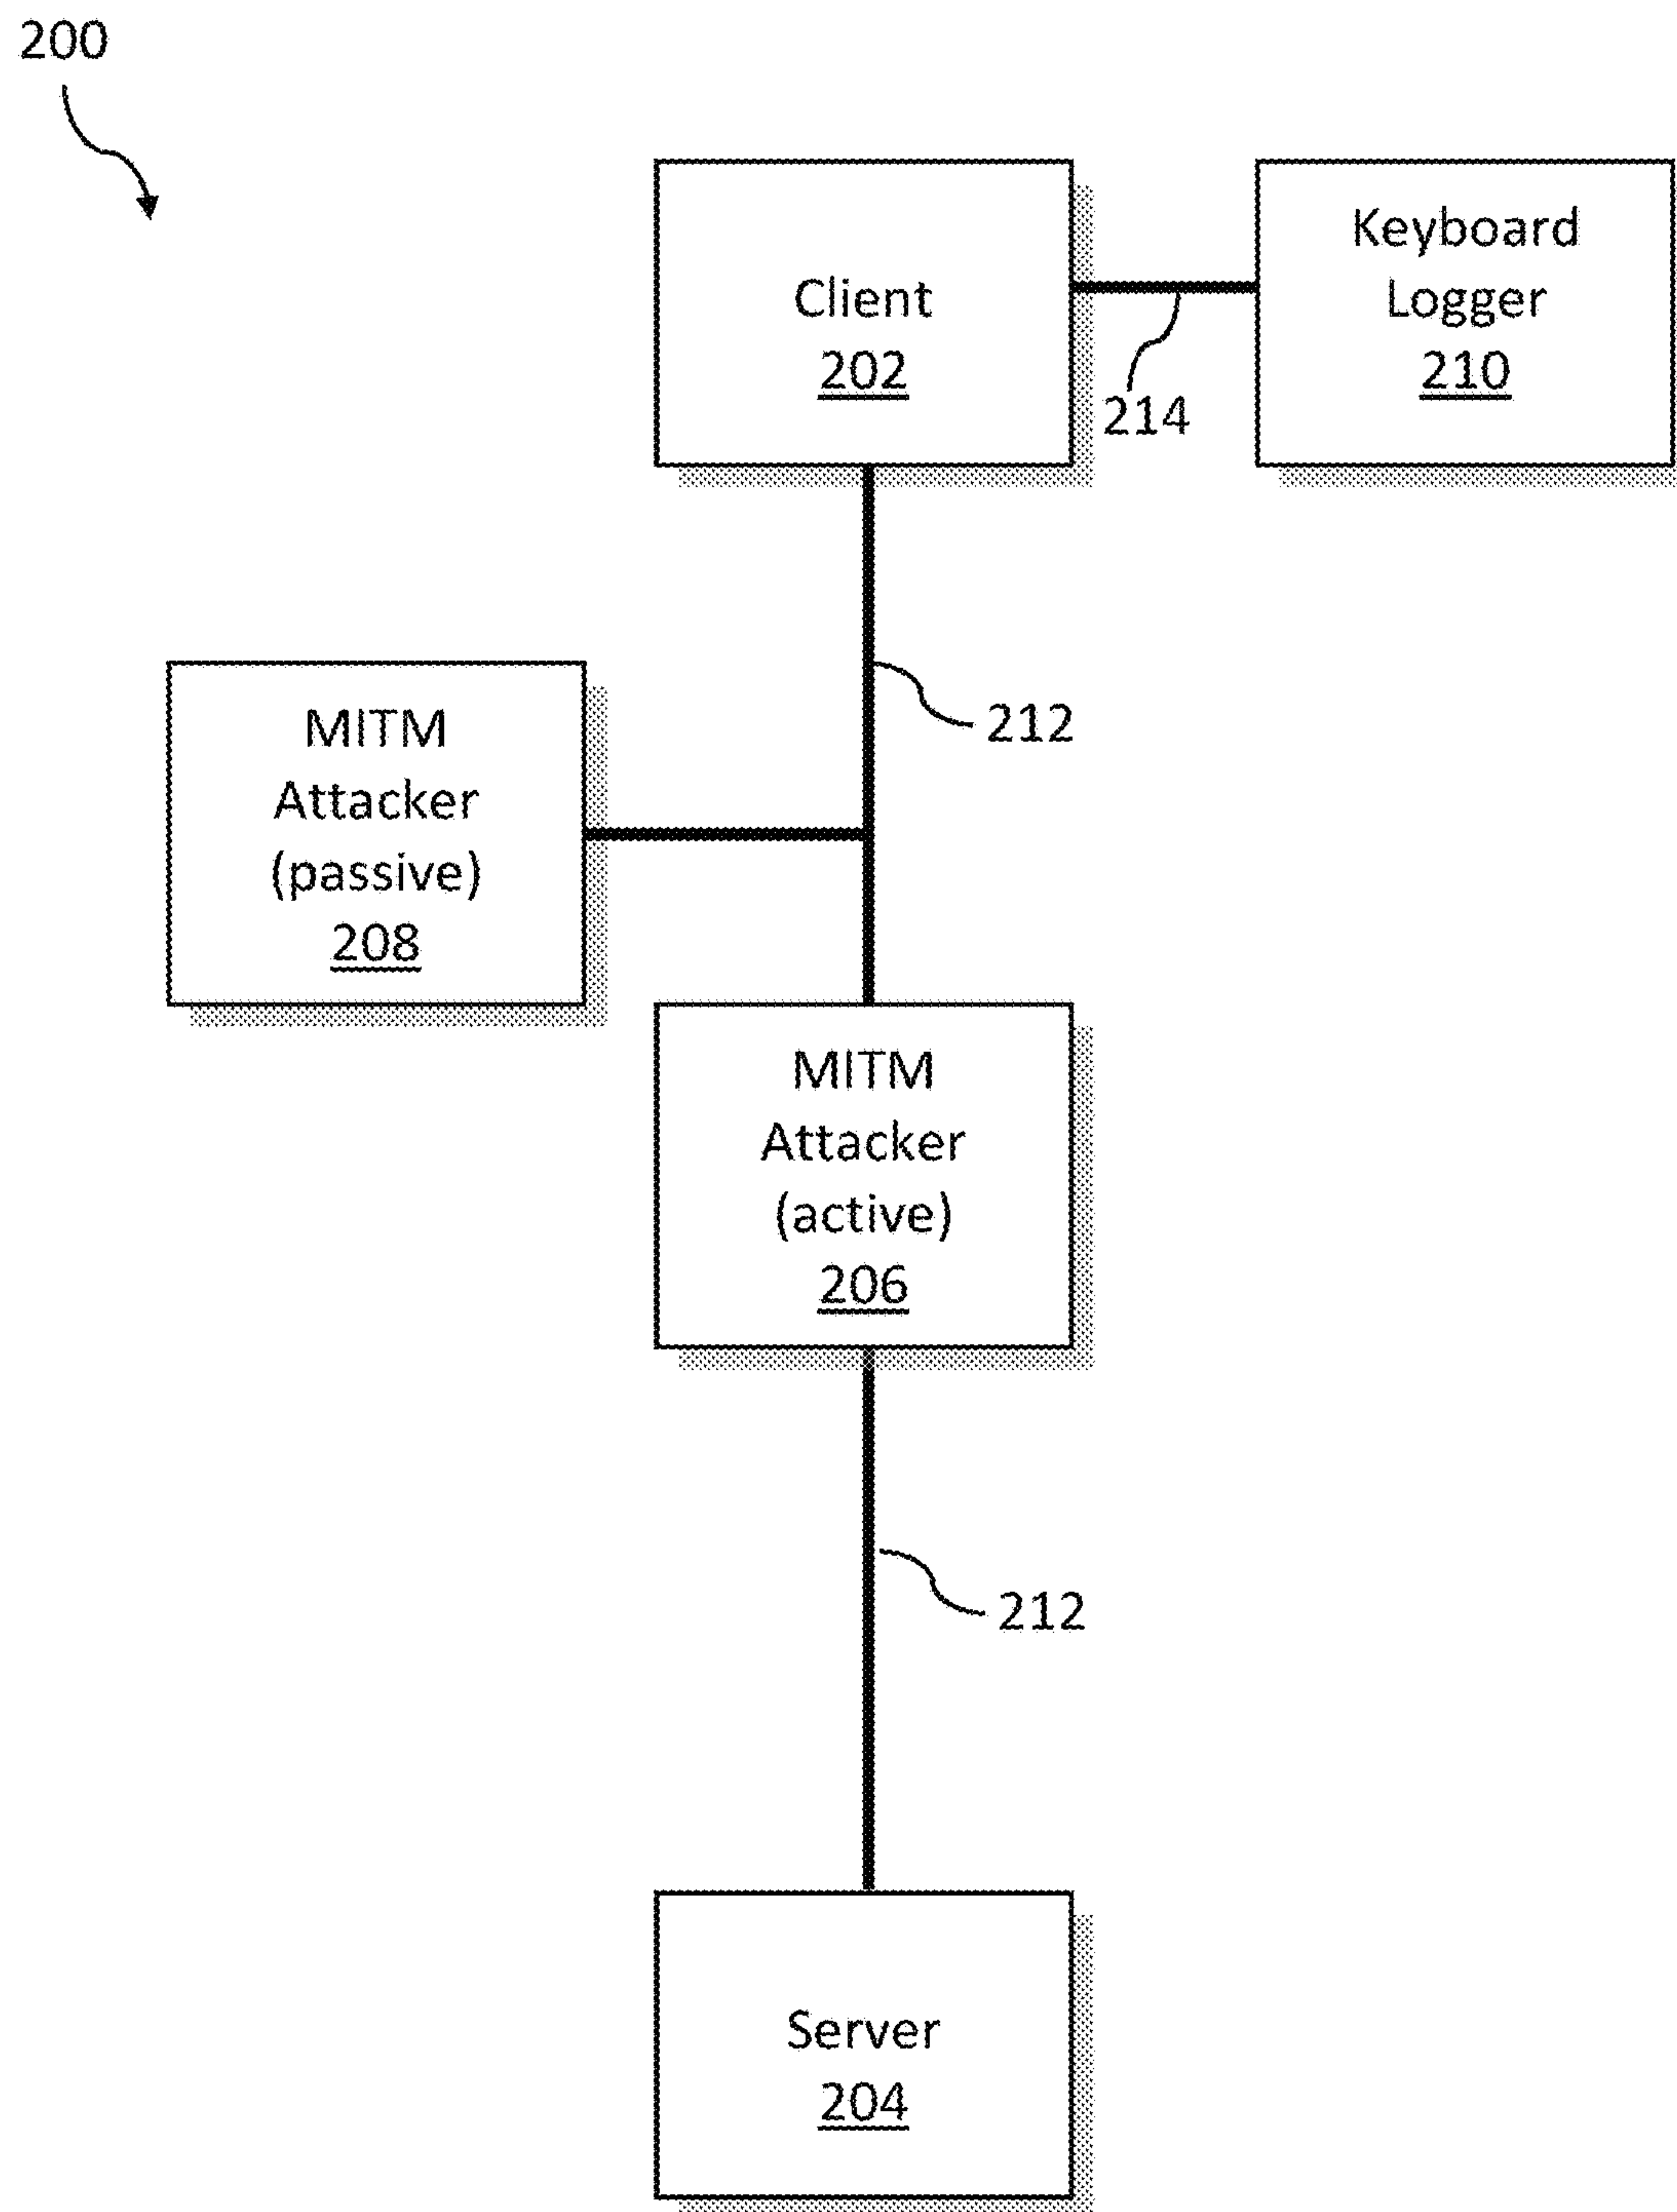 200
Client
202
Keyboard
Logger
210
214
212
MITM
Attacker
(passive)
208
MITM
Attacker
(active)
206
212
Server
204